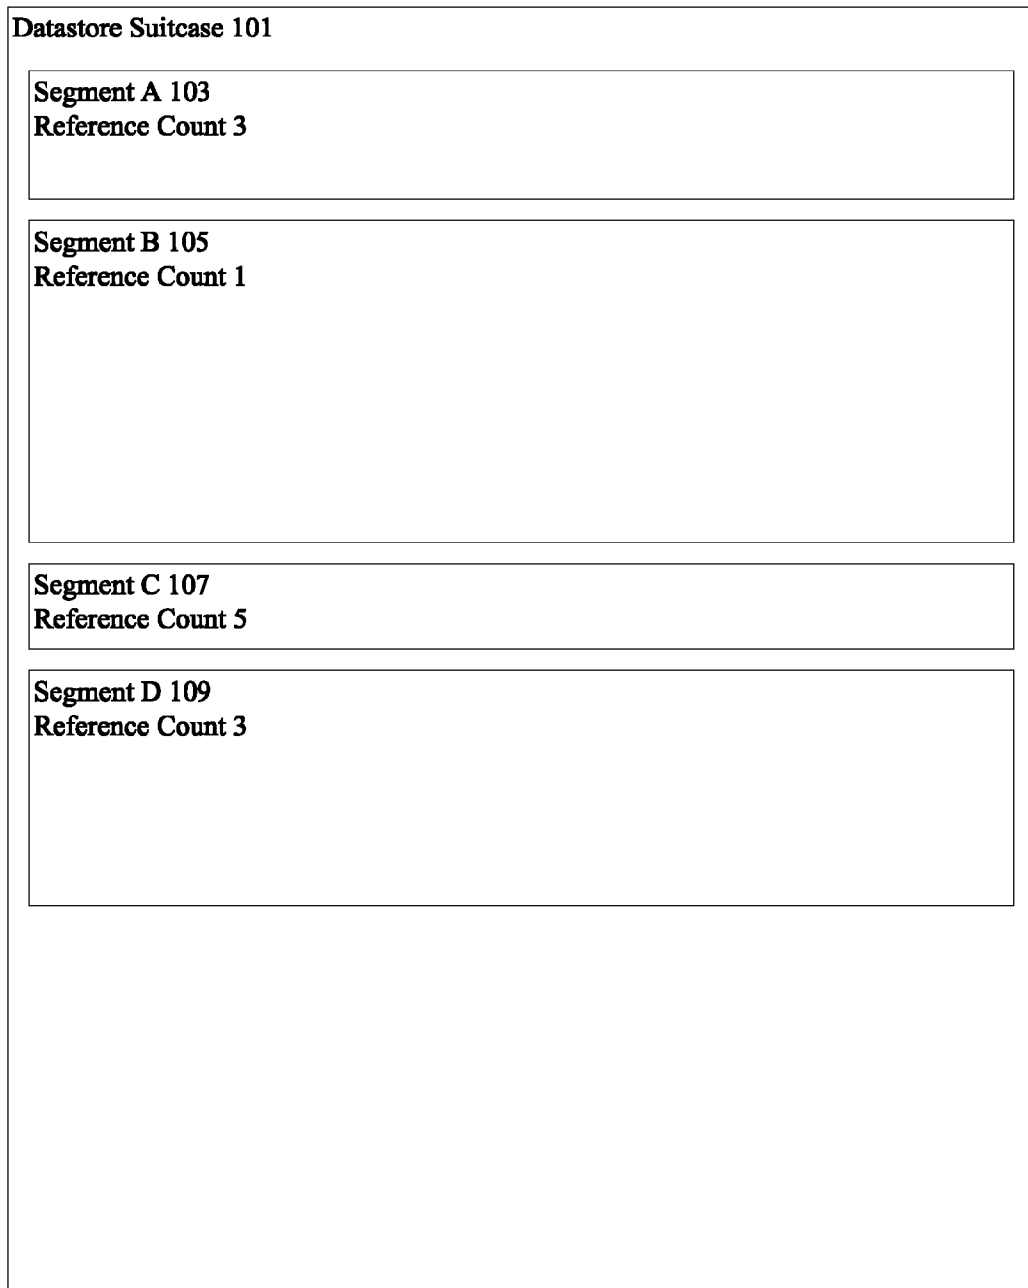 Datastore Suitcase 101
Segment A 103
Reference Count 3
Segment B 105
Reference Count 1
Segment C 107
Reference Count 5
Segment D 109
Reference Count 3